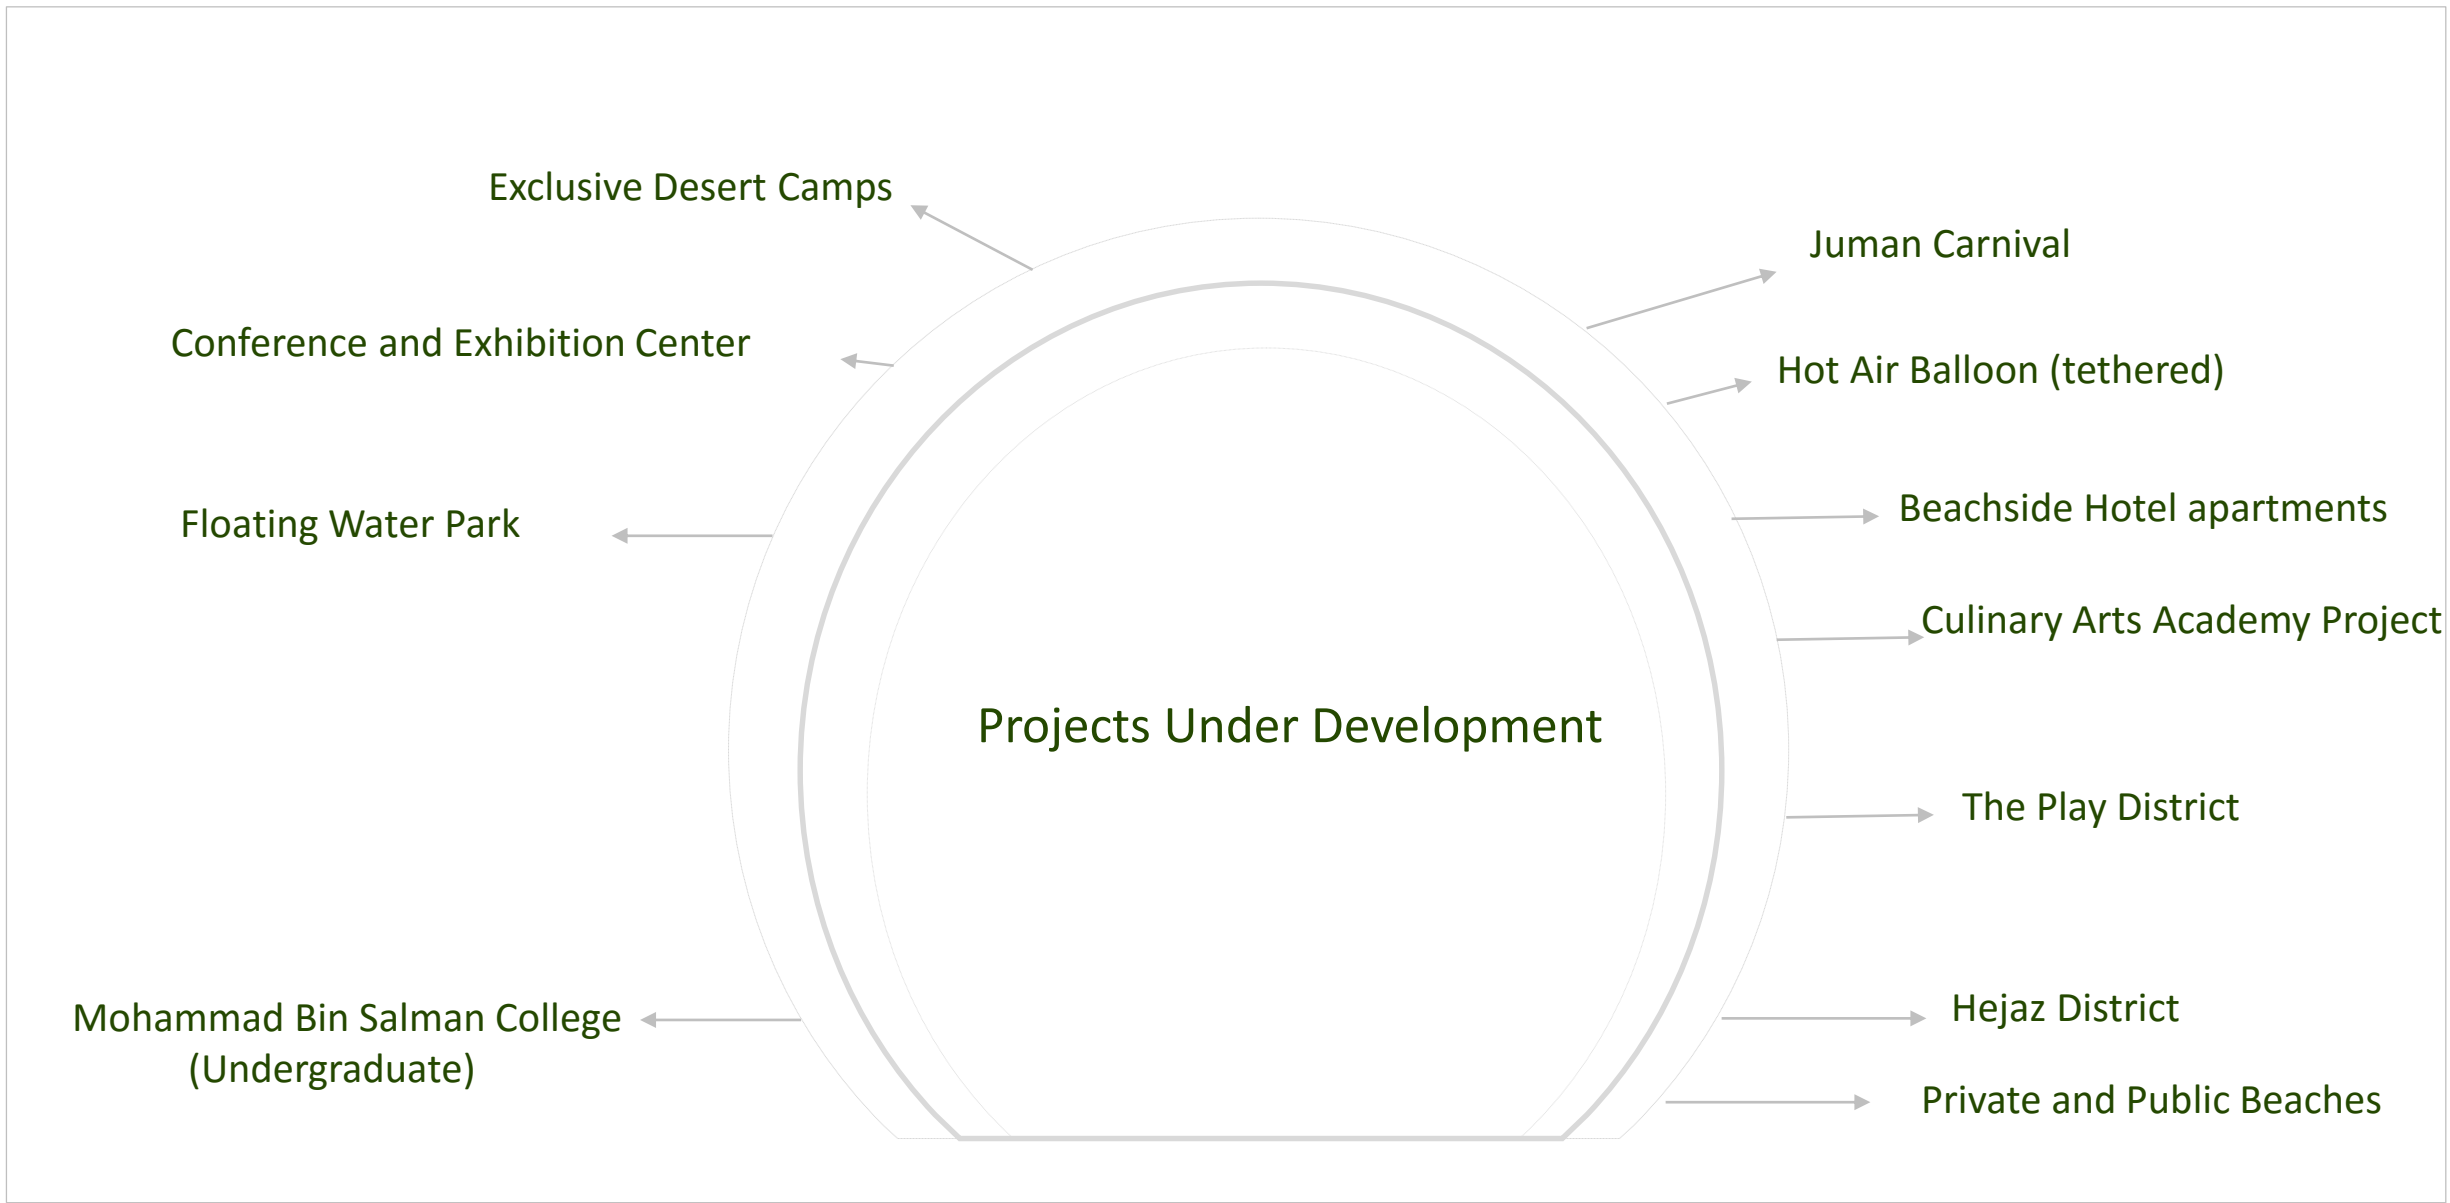 Exclusive Desert Camps
Conference and Exhibition Center
Floating Water Park
Mohammad Bin Salman College
(Undergraduate)
Projects Under Development
Juman Carnival
Hot Air Balloon (tethered)
Beachside Hotel apartments
Culinary Arts Academy Project
The Play District
Hejaz District
Private and Public Beaches